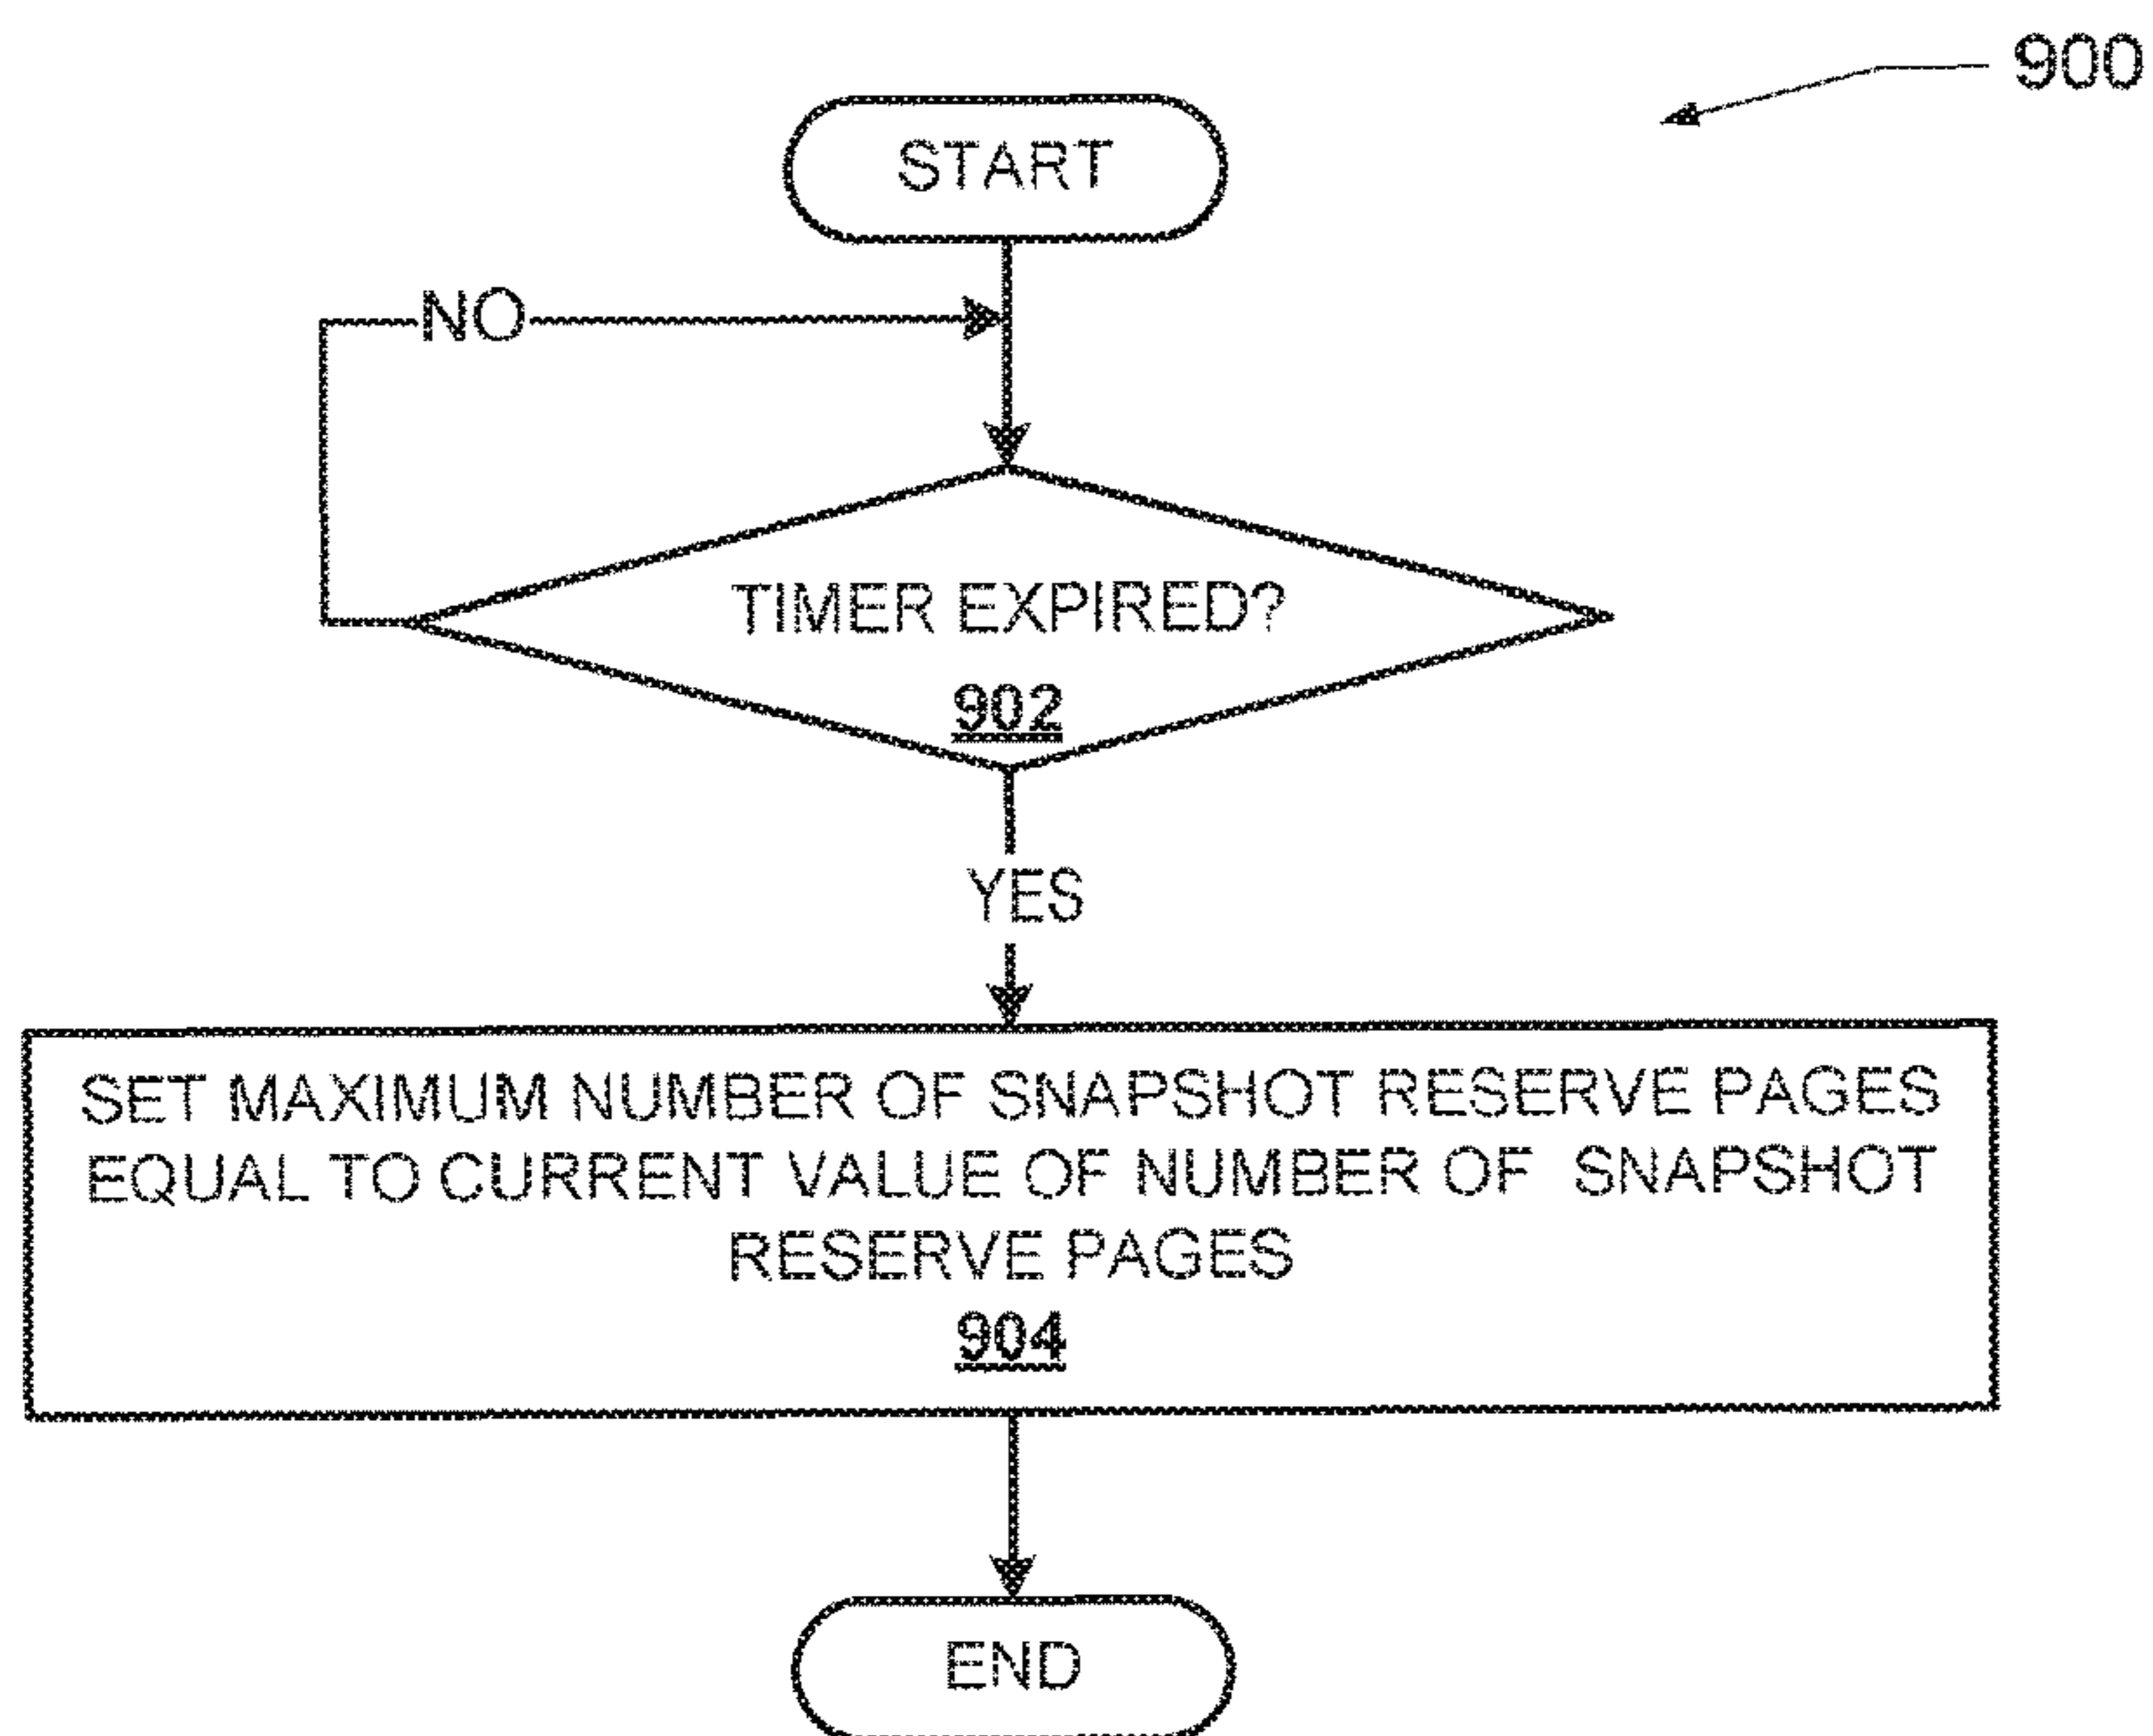 900
START
NO
TIMER EXPIRED?
902
YES
SET MAXIMUM NUMBER OF SNAPSHOT RESERVE PAGES
EQUAL TO CURRENT VALUE OF NUMBER OF SNAPSHOT
RESERVE PAGES
904
END